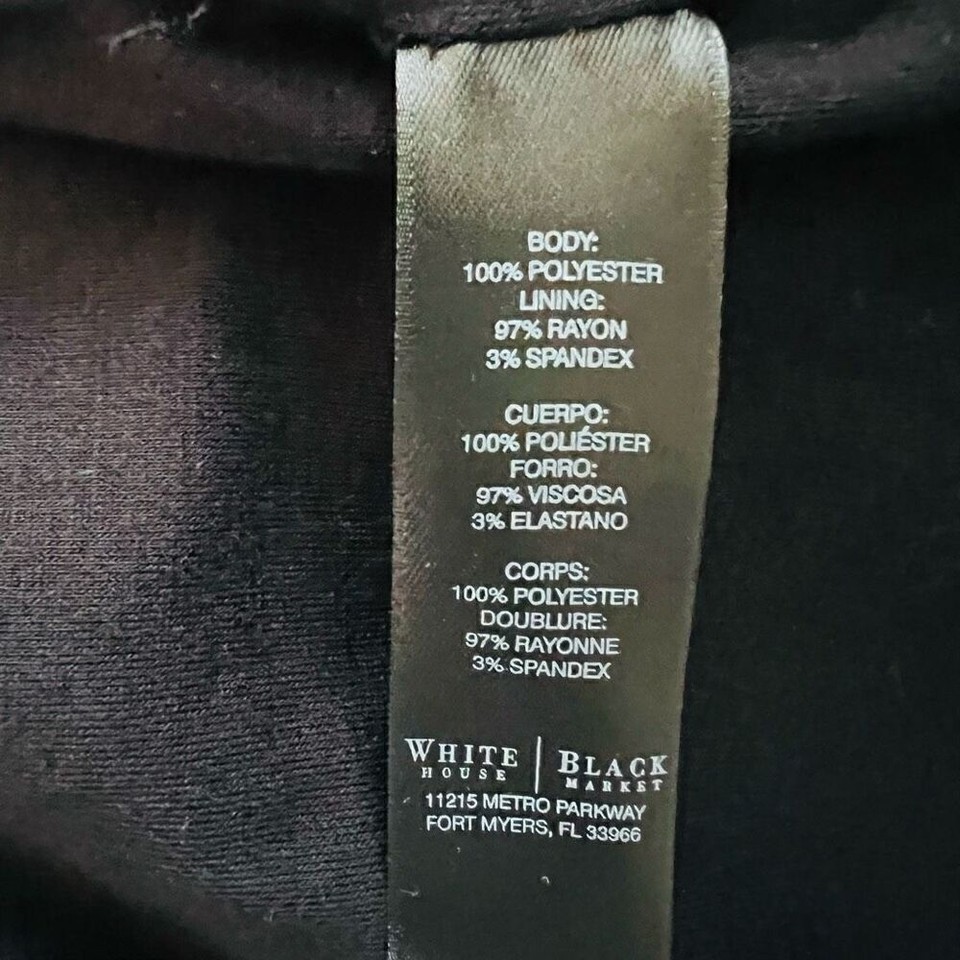 BODY:
100% POLYESTER
LINING:
97% RAYON
3% SPANDEX
CUERPO:
100% POLIÉSTER
FORRO:
97% VISCOSA
3% ELASTANO
CORPS:
100% POLYESTER
DOUBLURE:
97% RAYONNE
3% SPANDEX
WHITE | BLACK
HOUSE MARKET
11215 METRO PARKWAY
FORT MYERS, FL 33966